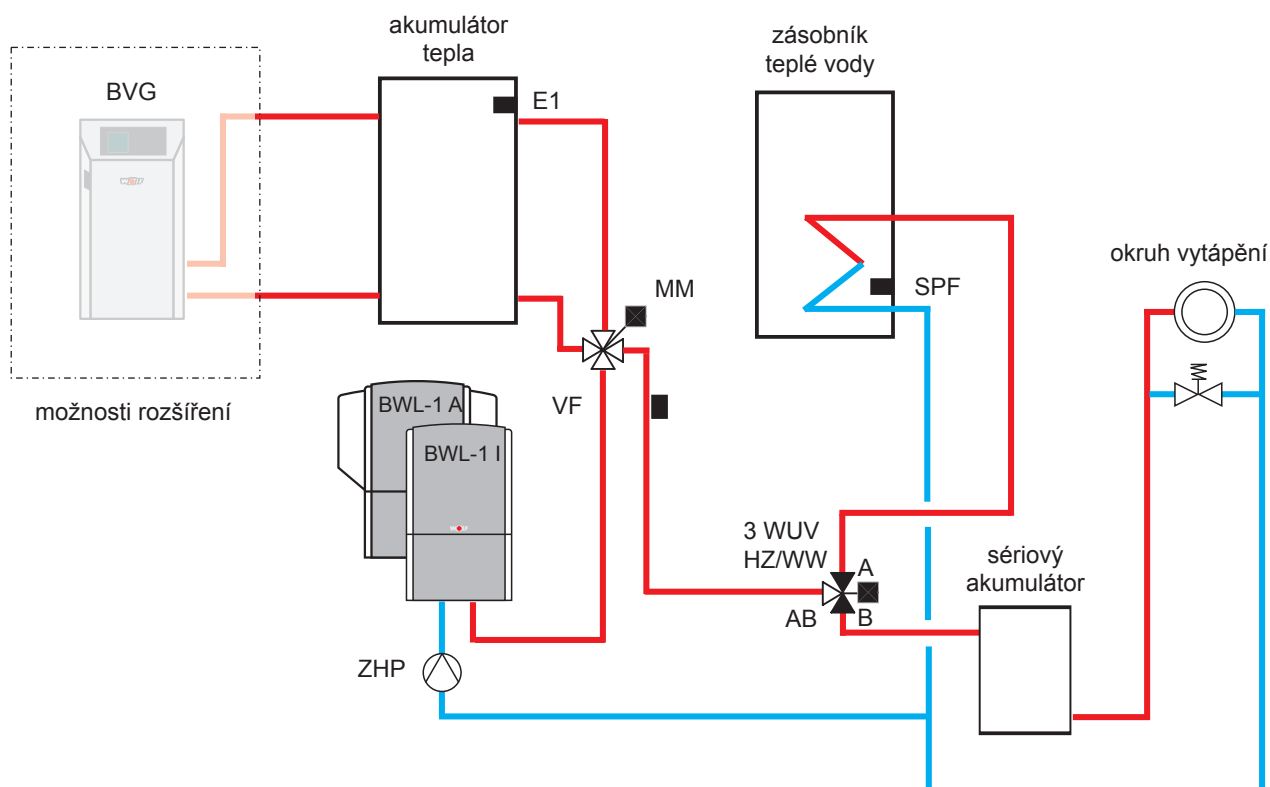 akumulátor
tepla
zásobník
teplé vody
BVG
E1
okruh vytápění
SPF
MM
možnosti rozšíření
VF
BWL-1 A
BWL-1 I
3 WUV
HZ/WW
A
AB
B
sériový
akumulátor
ZHP